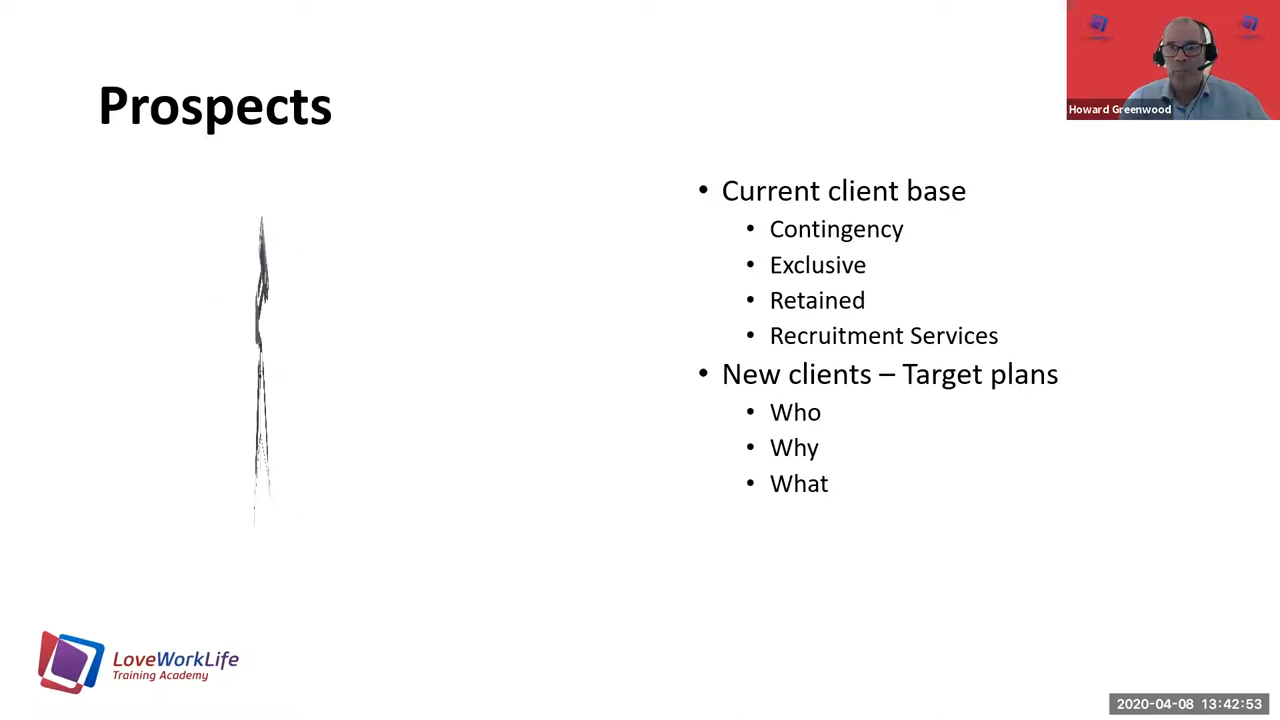 Prospects
Howard Greenwood
• Current client base
• Contingency
• Exclusive
• Retained
• Recruitment Services
• New clients – Target plans
• Who
• Why
• What
LoveWorkLife
Training Academy
2020-04-08 13:42:53